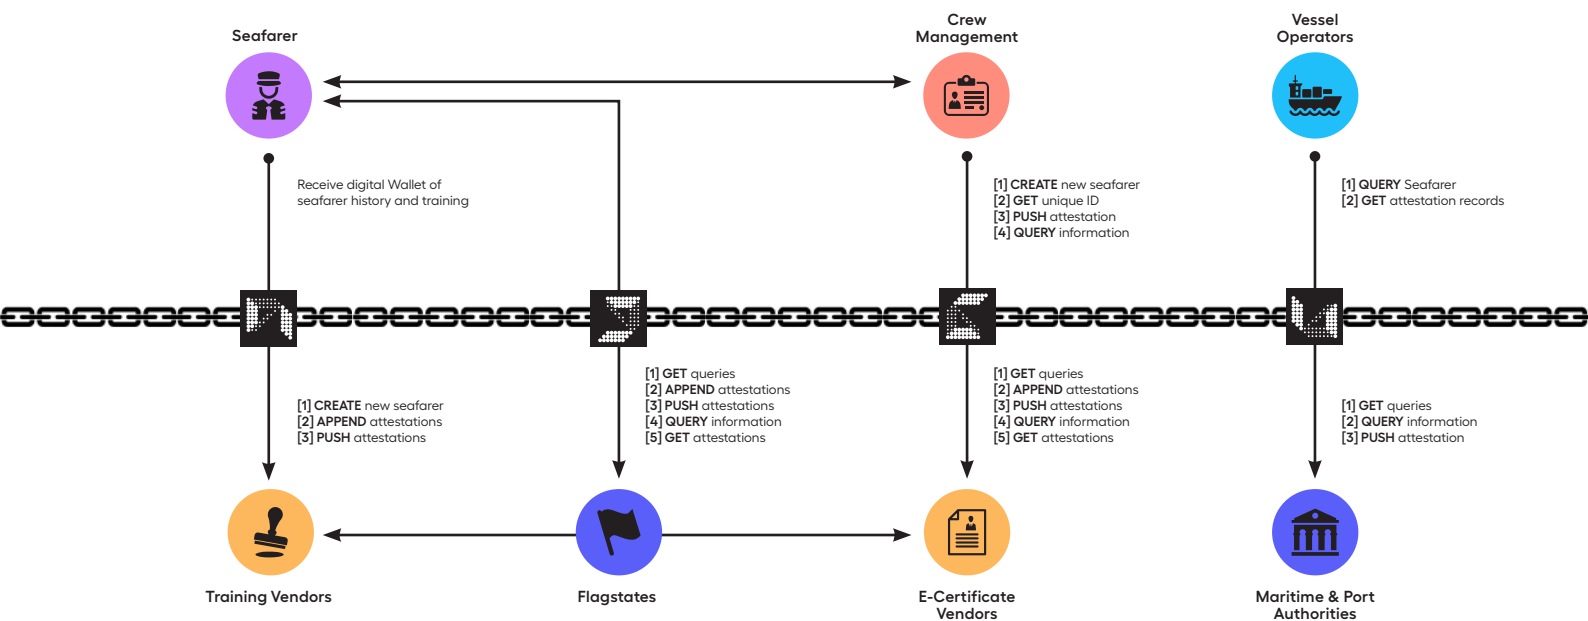 Seafarer
Crew
Management
Vessel
Operators
Receive digital Wallet of
seafarer history and training
[1] CREATE new seafarer
[2] GET unique ID
[3] PUSH attestation
[4] QUERY information
[1] QUERY Seafarer
[2] GET attestation records
[1] CREATE new seafarer
[2] APPEND attestations
[3] PUSH attestations
[1] GET queries
[2] APPEND attestations
[3] PUSH attestations
[4] QUERY information
[5] GET attestations
[1] GET queries
[2] APPEND attestations
[3] PUSH attestations
[4] QUERY information
[5] GET attestations
[1] GET queries
[2] QUERY information
[3] PUSH attestation
Training Vendors
Flagstates
E-Certificate
Vendors
Maritime & Port
Authorities